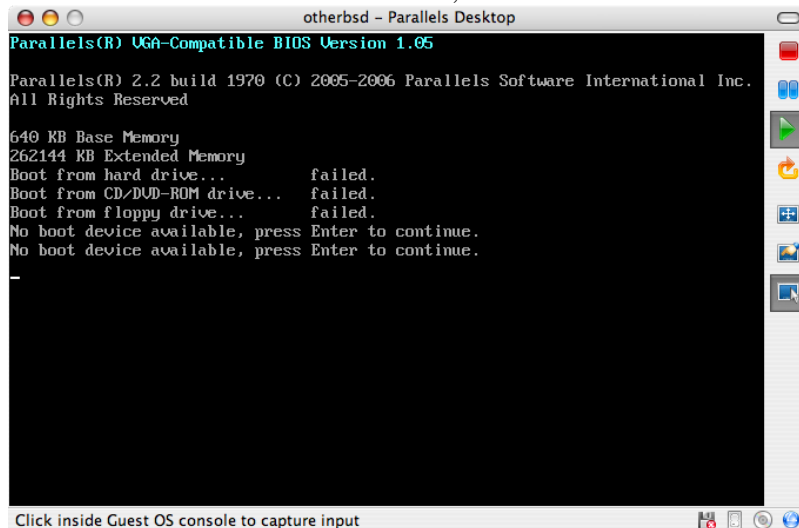 otherbsd – Parallels Desktop
Parallels(R) VGA-Compatible BIOS Version 1.05
Parallels(R) 2.2 build 1970 (C) 2005-2006 Parallels Software International Inc.
All Rights Reserved
640 KB Base Memory
262144 KB Extended Memory
Boot from hard drive... failed.
Boot from CD/DVD-ROM drive... failed.
Boot from floppy drive... failed.
No boot device available, press Enter to continue.
No boot device available, press Enter to continue.
Click inside Guest OS console to capture input